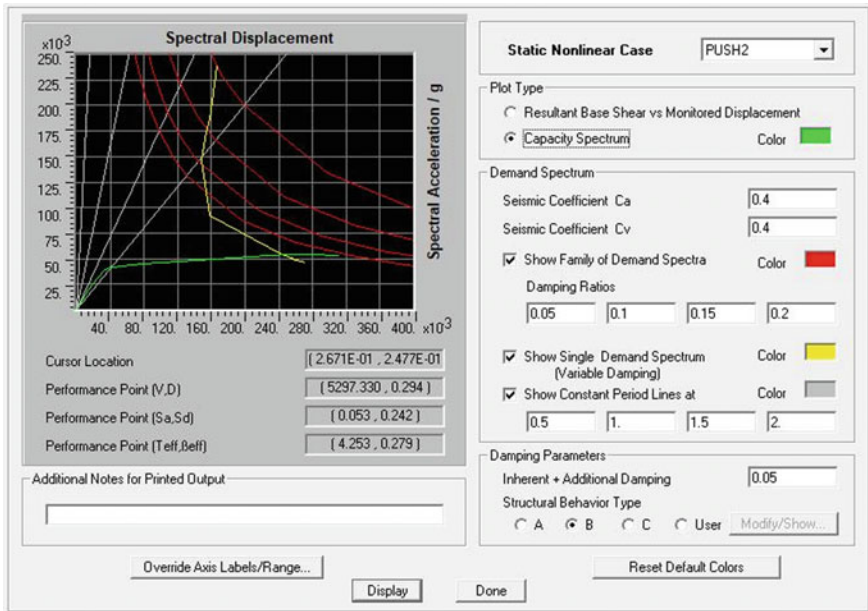 Spectral Displacement
x10³
250.
225.
200.
175.
150.
125.
100.
75.
50.
25.
40. 80. 120. 160. 200. 240. 280. 320. 360. 400. x10⁻³
Spectral Acceleration / g
Cursor Location ( 2.671E-01 , 2.477E-01
Performance Point (V,D) ( 5297.330 , 0.294 )
Performance Point (Sa,Sd) ( 0.053 , 0.242 )
Performance Point (Teff,βeff) ( 4.253 , 0.279 )
Additional Notes for Printed Output
Static Nonlinear Case PUSH2
Plot Type
Resultant Base Shear vs Monitored Displacement
Capacity Spectrum Color
Demand Spectrum
Seismic Coefficient Ca 0.4
Seismic Coefficient Cv 0.4
Show Family of Demand Spectra Color
Damping Ratios
0.05 0.1 0.15 0.2
Show Single Demand Spectrum Color
(Variable Damping)
Show Constant Period Lines at Color
0.5 1. 1.5 2.
Damping Parameters
Inherent + Additional Damping 0.05
Structural Behavior Type
A B C User Modify/Show...
Override Axis Labels/Range... Reset Default Colors
Display Done